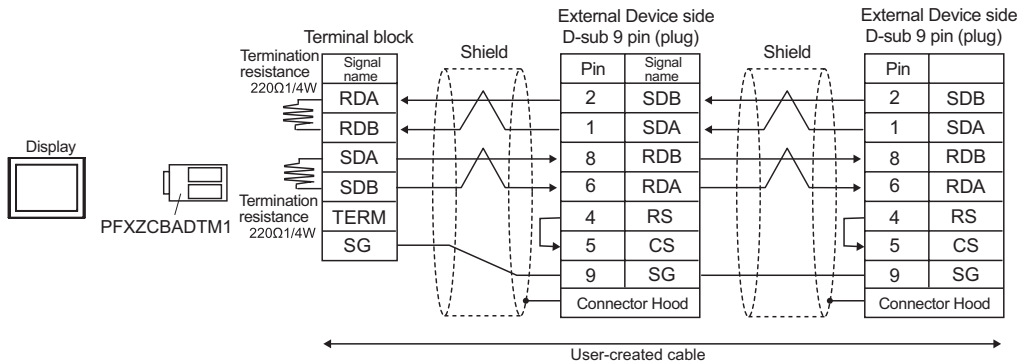 External Device side
D-sub 9 pin (plug)
External Device side
D-sub 9 pin (plug)
Terminal block
Shield
Shield
Termination
resistance
220Ω1/4W
Signal
name
Pin
Signal
name
Pin
RDA
2
SDB
2
SDB
RDB
1
SDA
1
SDA
Display
SDA
8
RDB
8
RDB
SDB
6
RDA
6
RDA
Termination
resistance
220Ω1/4W
PFXZCBADTM1
TERM
4
RS
4
RS
SG
5
CS
5
CS
9
SG
9
SG
Connector Hood
Connector Hood
User-created cable